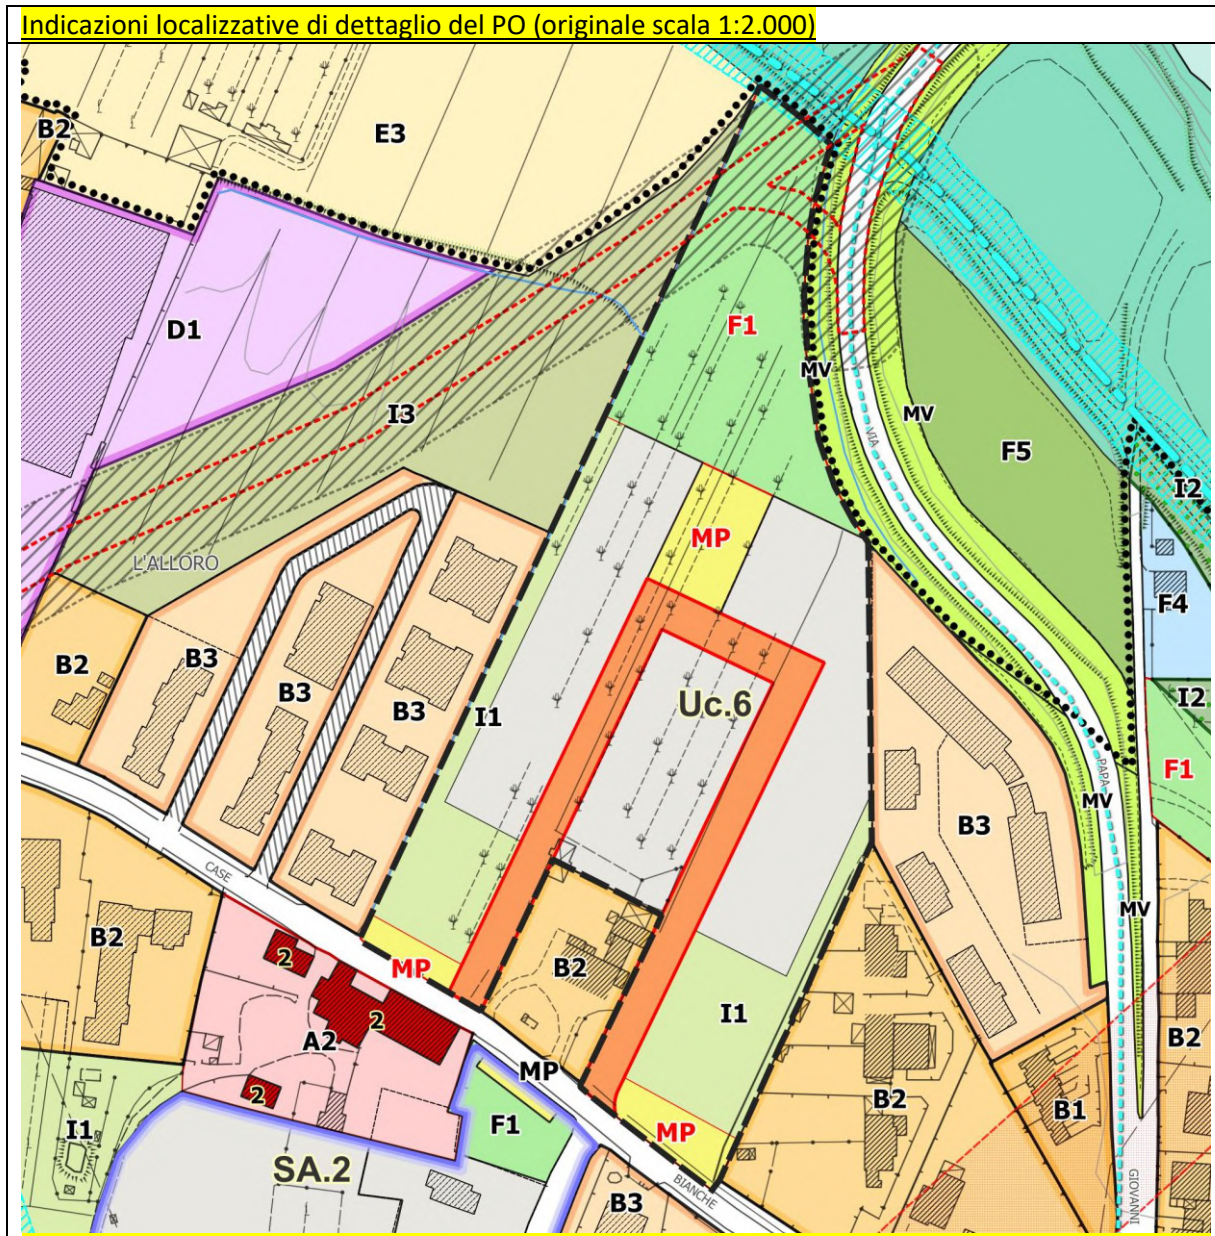 Indicazioni localizzative di dettaglio del PO (originale scala 1:2.000)
B2
E3
D1
F1
MV
MV
I3
VIA
F5
I2
MP
L'ALLORO
F4
B2
B3
B3
B3
I1
Uc.6
I2
PAPA
F1
MV
B3
CASE
B2
2
MP
B2
MV
2
A2
I1
B2
MP
2
B2
B1
I1
F1
MP
SA.2
BIANCHE
B3
GIOVANNI